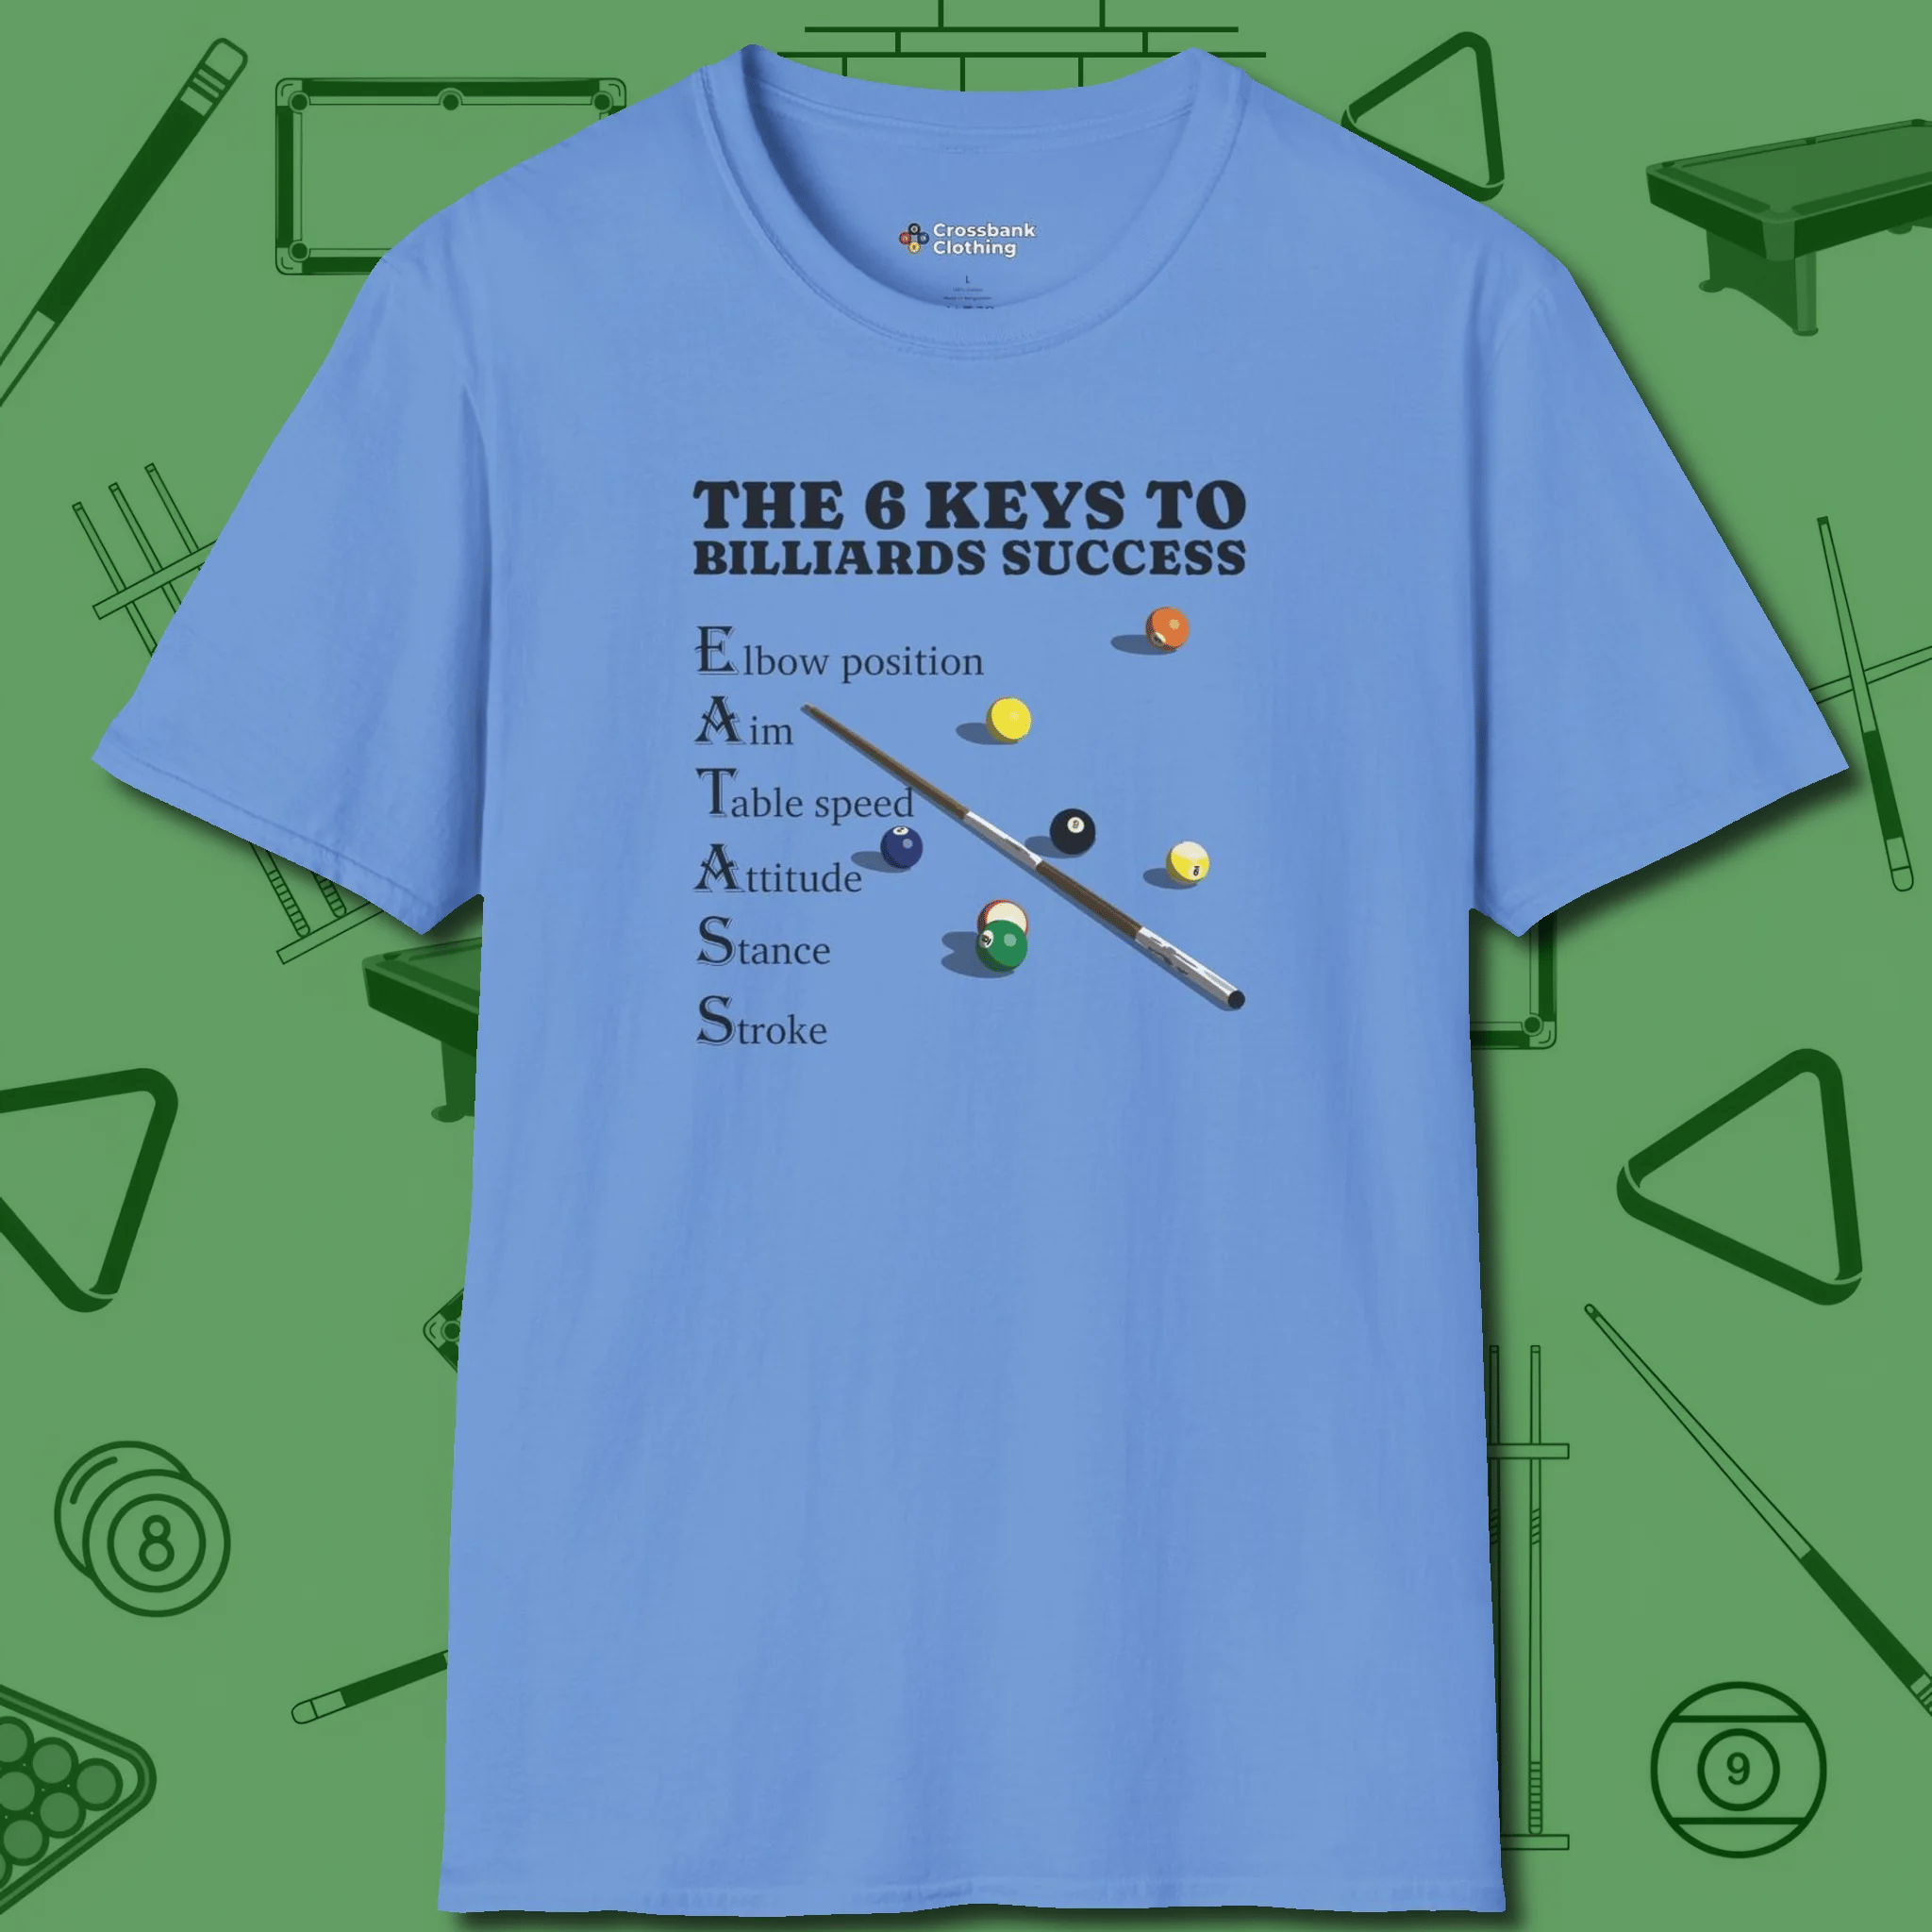 Crossbank
Clothing
L
THE 6 KEYS TO
BILLIARDS SUCCESS
Elbow position
Aim
Table speed
Attitude
Stance
Stroke
8
9